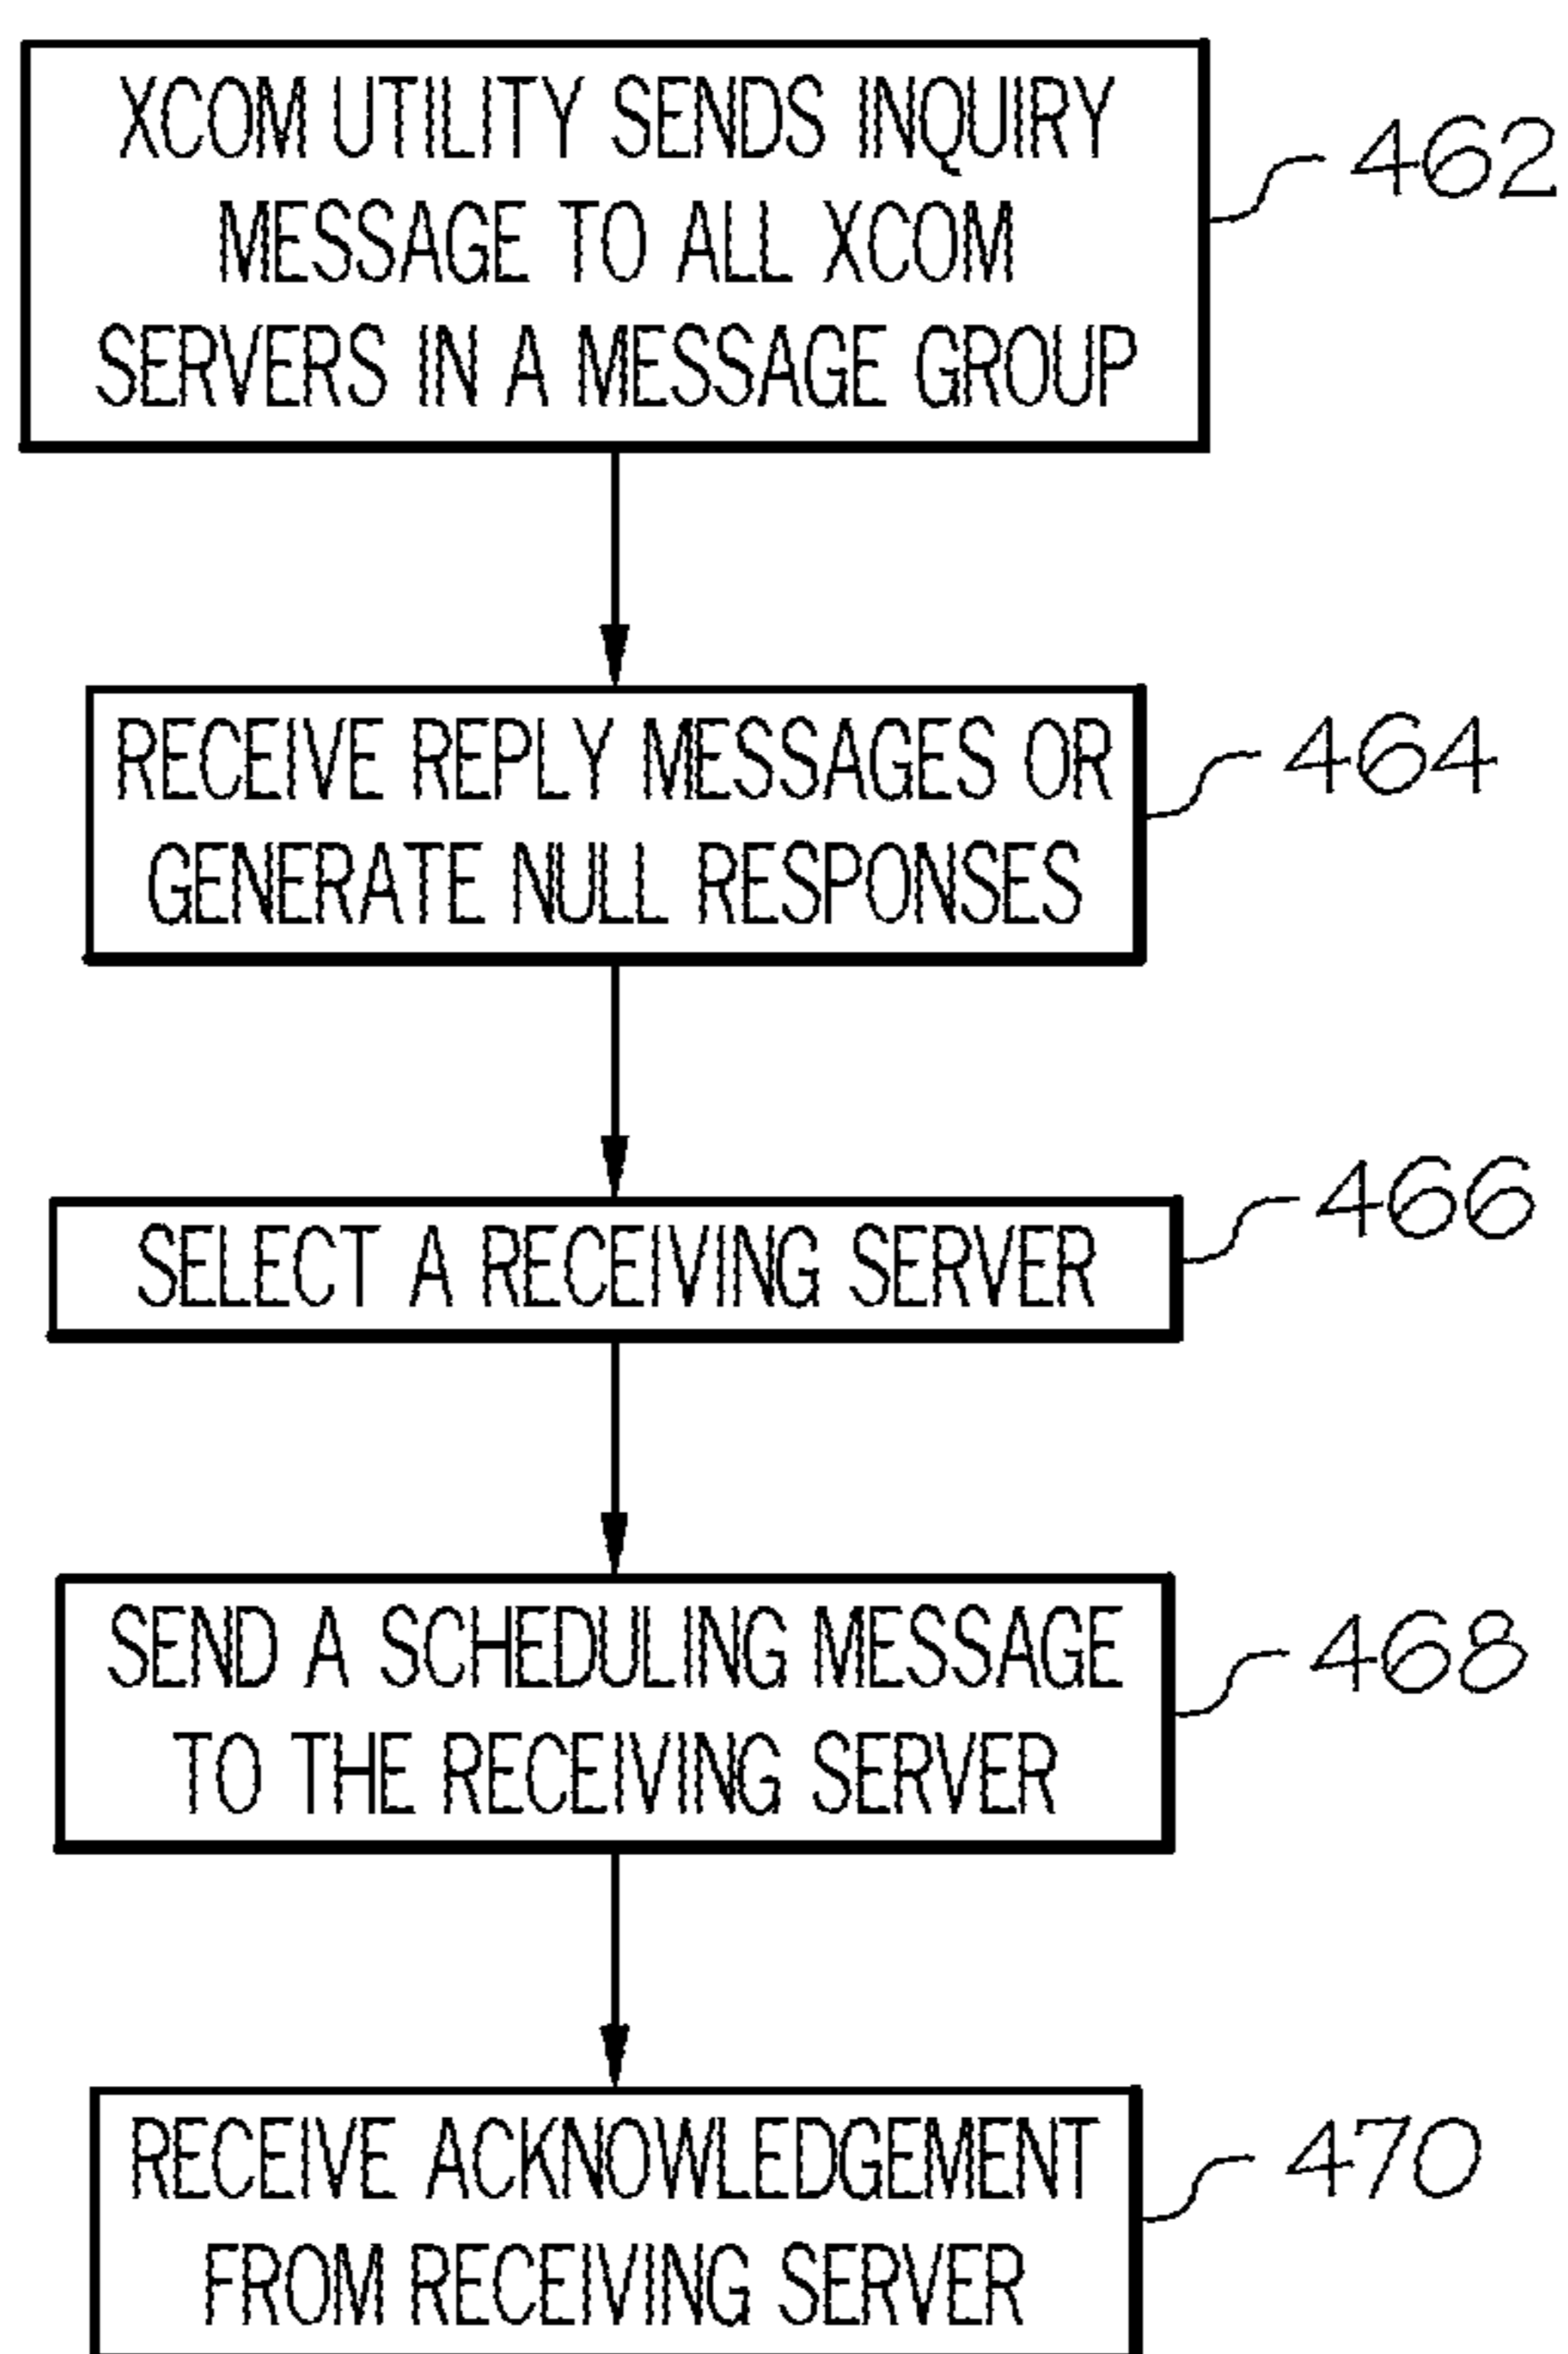 XCOM UTILITY SENDS INQUIRY
MESSAGE TO ALL XCOM
SERVERS IN A MESSAGE GROUP
462
RECEIVE REPLY MESSAGES OR
GENERATE NULL RESPONSES
464
SELECT A RECEIVING SERVER
466
SEND A SCHEDULING MESSAGE
TO THE RECEIVING SERVER
468
RECEIVE ACKNOWLEDGEMENT
FROM RECEIVING SERVER
470